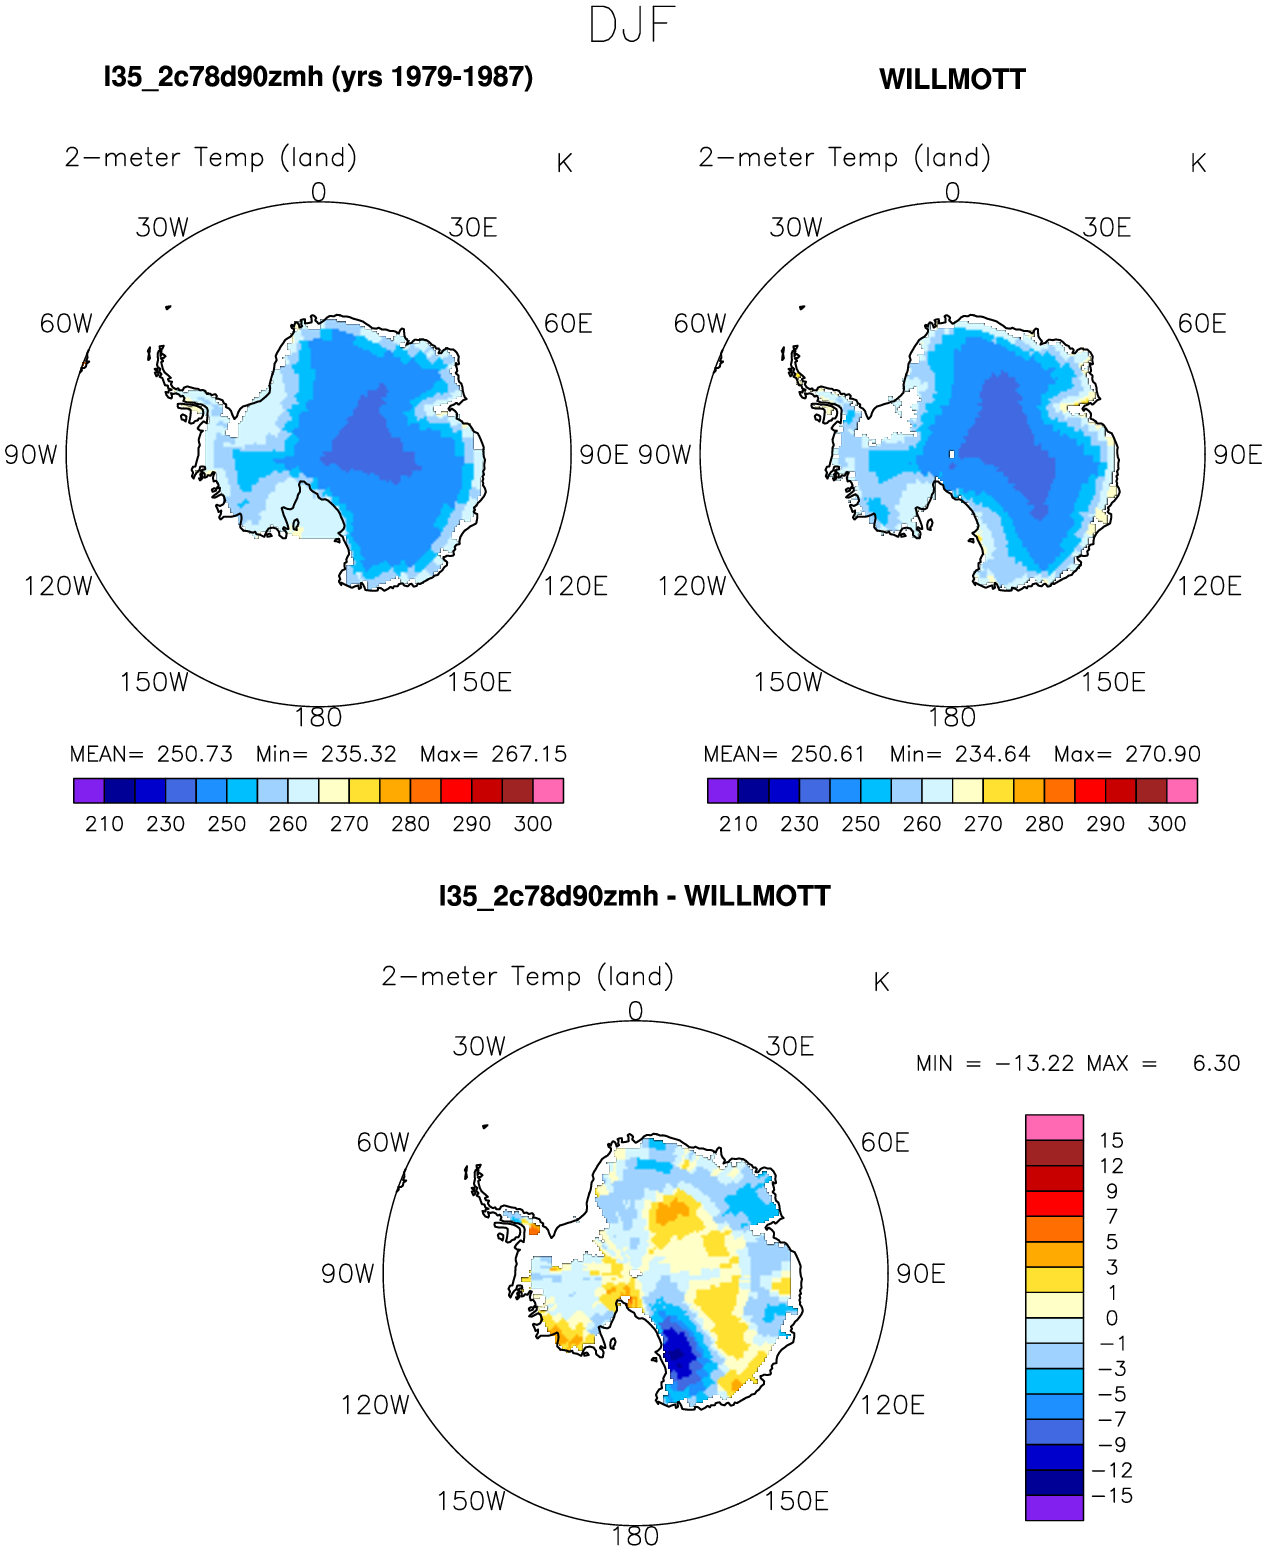 DJF
l35_2c78d90zmh (yrs 1979-1987)
WILLMOTT
2-meter Temp (land) K
2-meter Temp (land) K
0
30W 30E
60W 60E
90W 90E
120W 120E
150W 150E
180
0
30W 30E
60W 60E
90W 90E
120W 120E
150W 150E
180
MEAN= 250.73 Min= 235.32 Max= 267.15
210 230 250 260 270 280 290 300
MEAN= 250.61 Min= 234.64 Max= 270.90
210 230 250 260 270 280 290 300
l35_2c78d90zmh - WILLMOTT
2-meter Temp (land) K
0
30W 30E
60W 60E
90W 90E
120W 120E
150W 150E
180
MIN = -13.22 MAX = 6.30
15
12
9
7
5
3
1
0
-1
-3
-5
-7
-9
-12
-15